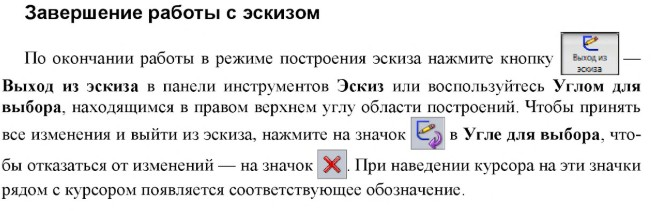 Завершение работы с эскизом
По окончании работы в режиме построения эскиза нажмите кнопку Выход из эскиза —
Выход из эскиза в панели инструментов Эскиз или воспользуйтесь Углом для
выбора, находящимся в правом верхнем углу области построений. Чтобы принять
все изменения и выйти из эскиза, нажмите на значок в Угле для выбора, что-
бы отказаться от изменений — на значок . При наведении курсора на эти значки
рядом с курсором появляется соответствующее обозначение.